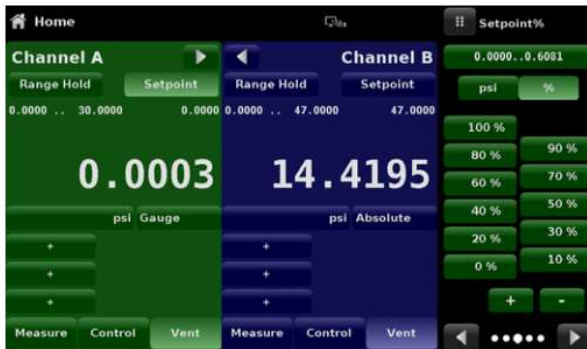 Home
Channel A
Range Hold Setpoint
0.0000 .. 30.0000 0.0000
0.0003
psi Gauge
+
+
+
Measure Control Vent
Channel B
Range Hold Setpoint
0.0000 .. 47.0000 47.0000
14.4195
psi Absolute
+
+
+
Measure Control Vent
Setpoint%
0.0000..0.6081
psi %
100 %
90 %
80 %
70 %
60 %
50 %
40 %
30 %
20 %
10 %
0 %
+ -